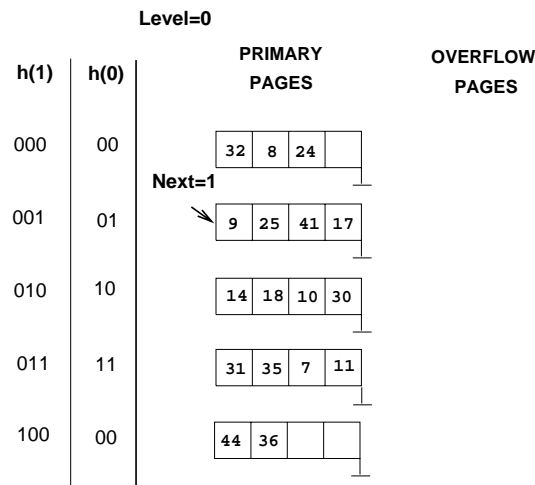 Level=0
h(1) h(0) PRIMARY PAGES OVERFLOW PAGES
000 00 32 8 24
Next=1
001 01 9 25 41 17
010 10 14 18 10 30
011 11 31 35 7 11
100 00 44 36